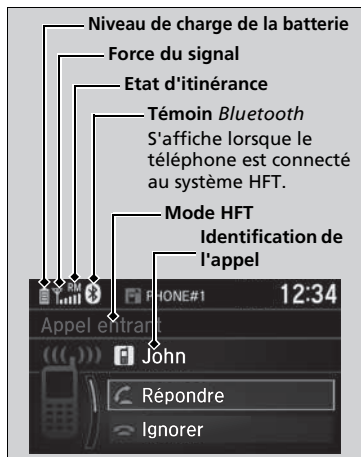 Niveau de charge de la batterie
Force du signal
Etat d'itinérance
Témoin Bluetooth
S'affiche lorsque le
téléphone est connecté
au système HFT.
Mode HFT
Identification de
l'appel
RM PHONE#1 12:34
Appel entrant
John
Répondre
Ignorer